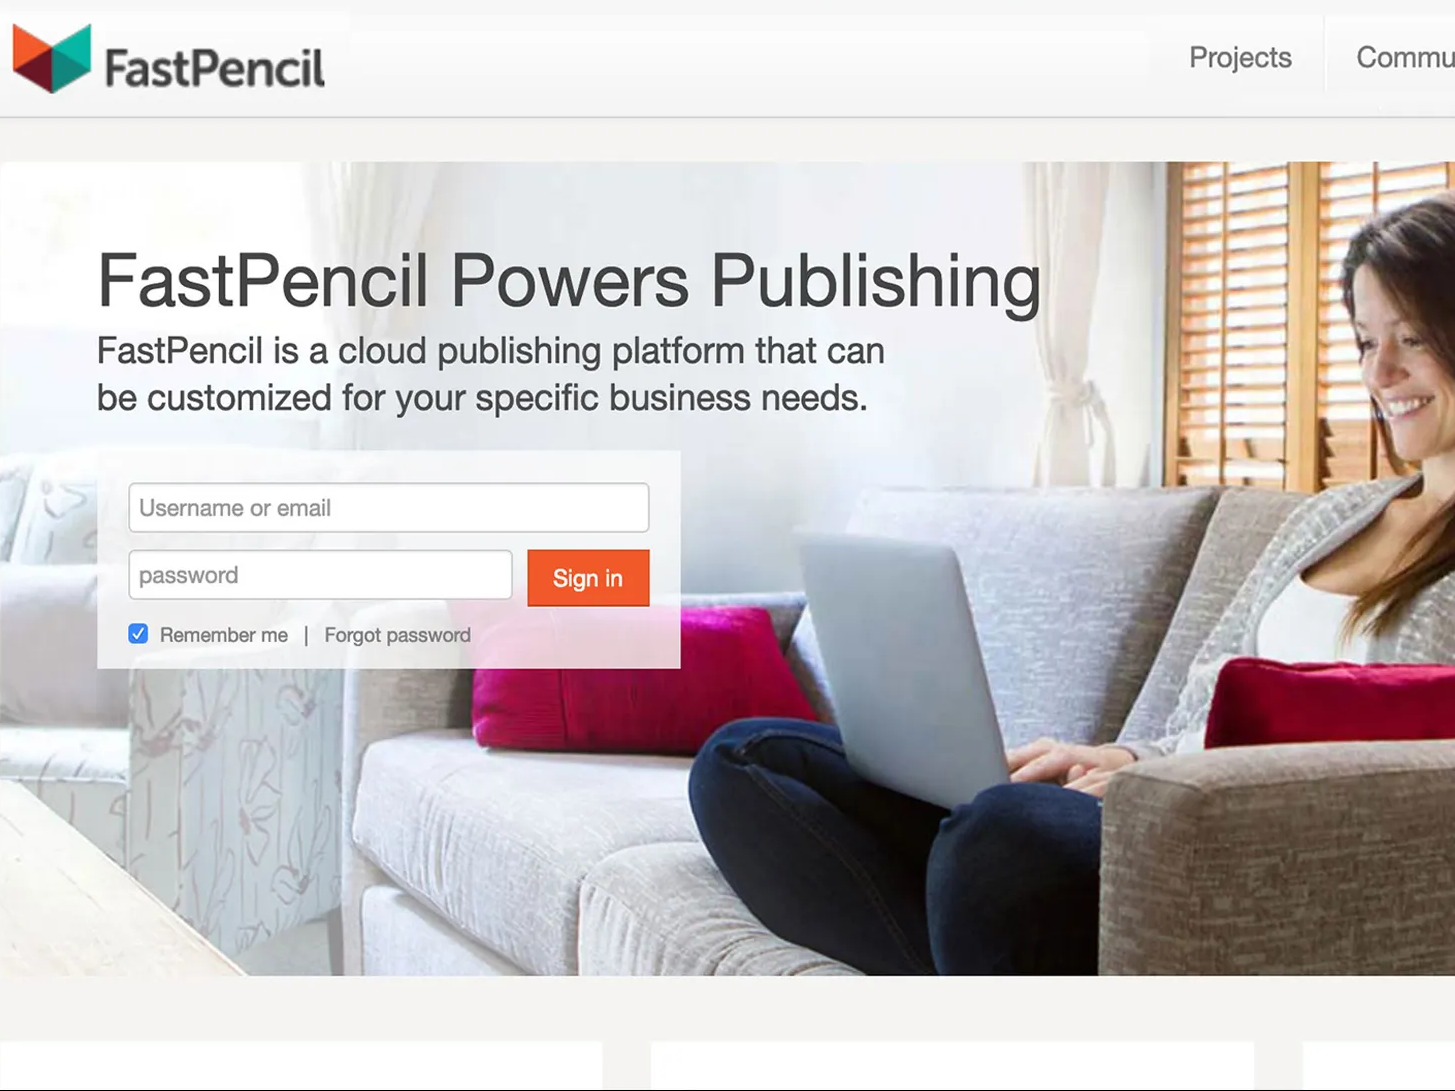 FastPencil
Projects
Commu
FastPencil Powers Publishing
FastPencil is a cloud publishing platform that can
be customized for your specific business needs.
Username or email
password
Sign in
Remember me | Forgot password